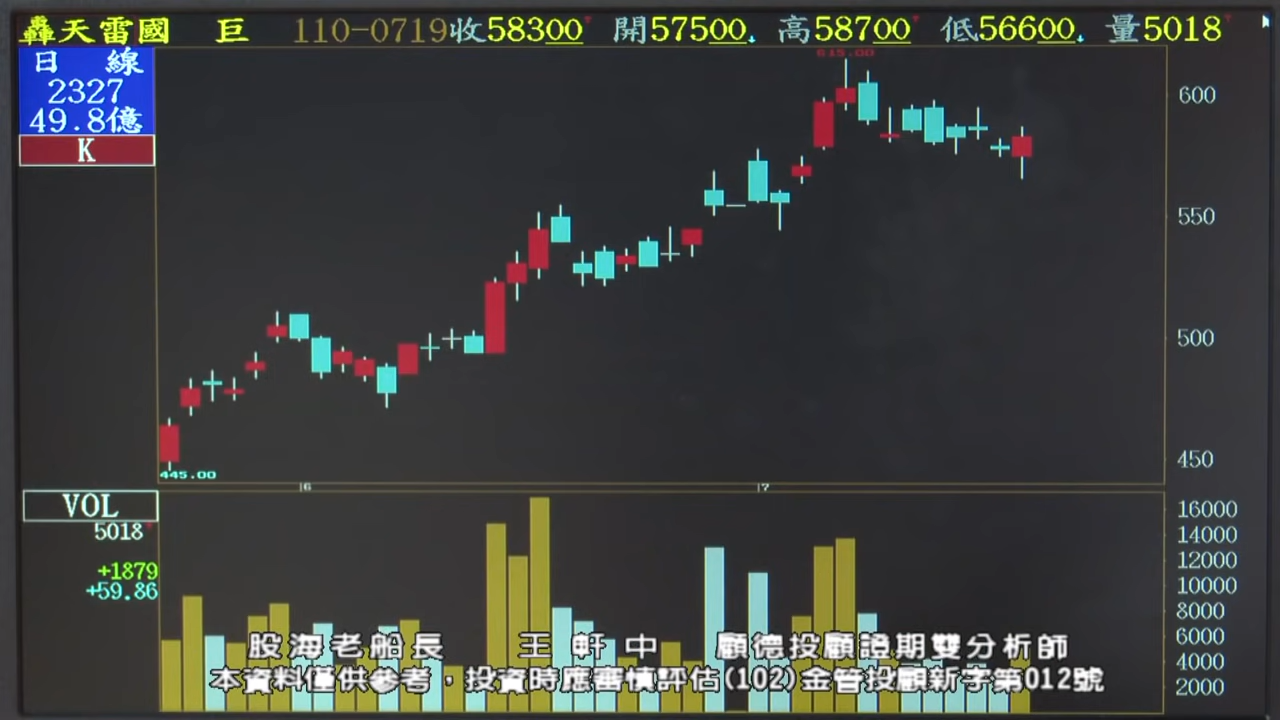 轟天雷國 巨 110-0719收58300 開57500 高58700 低56600 量5018
日 線
2327
49.8億
K
615.00
600
550
500
450
445.00
6 7
VOL
5018
+1879
+59.86
16000
14000
12000
10000
8000
6000
4000
2000
股海老船長 王軒中 顧德投顧證期雙分析師
本資料僅供參考，投資時應審慎評估(102)金管投顧新字第012號